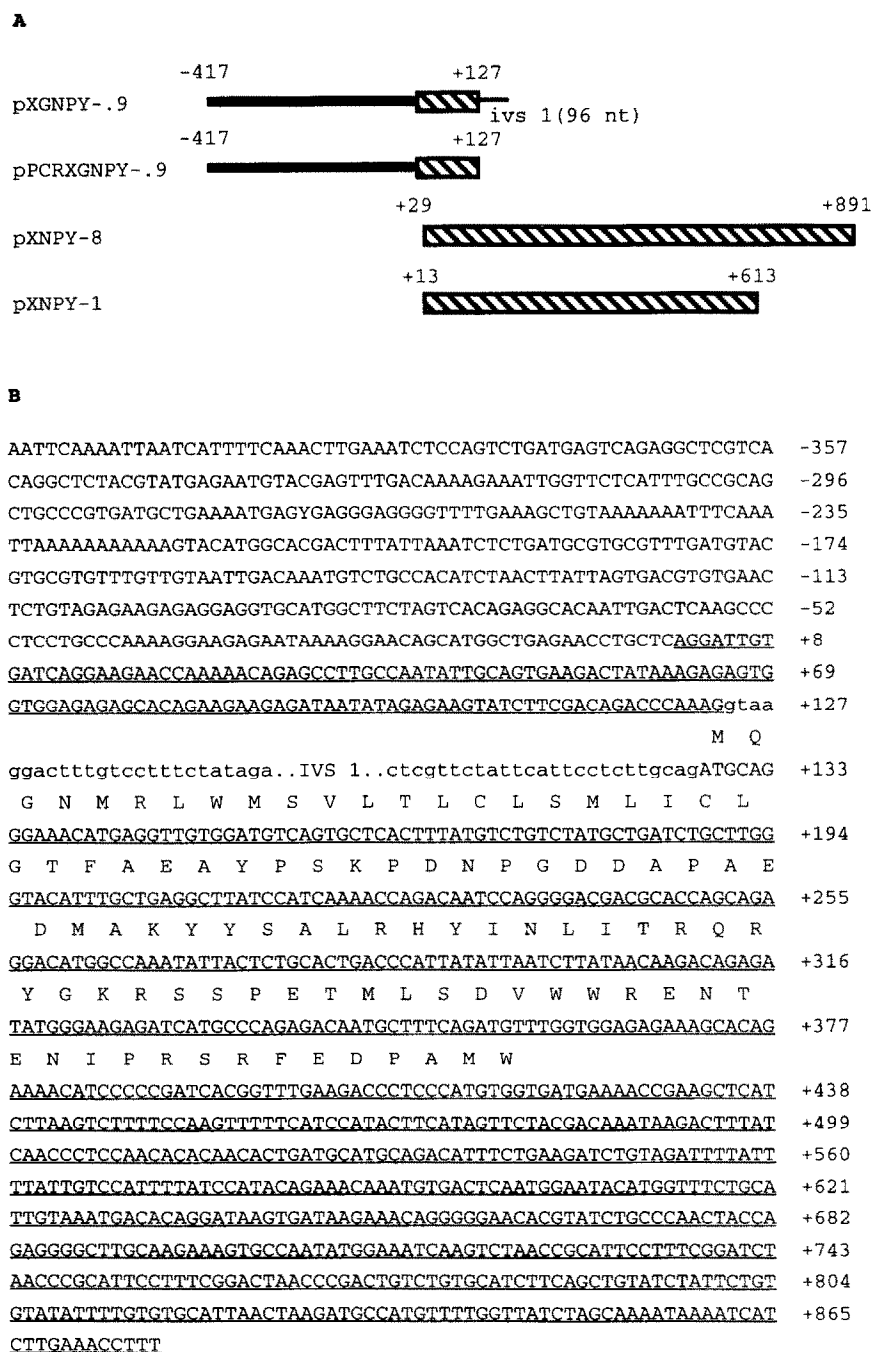 A
-417 +127
pXGNPY-.9
ivs 1(96 nt)
-417 +127
pPCRXGNPY-.9
+29 +891
pXNPY-8
+13 +613
pXNPY-1
B
AATTCAAAATTAATCATTTTCAAACTTGAAATCTCCAGTCTGATGAGTCAGAGGCTCGTCA -357
CAGGCTCTACGTATGAGAATGTACGAGTTTGACAAAAGAAATTGGTTCTCATTTGCCGCAG -296
CTGCCCGTGATGCTGAAAATGAGYGAGGGAGGGGTTTTGAAAGCTGTAAAAAAATTTCAAA -235
TTAAAAAAAAAAAGTACATGGCACGACTTTATTAAATCTCTGATGCGTGCGTTTGATGTAC -174
GTGCGTGTTTGTTGTAATTGACAAATGTCTGCCACATCTAACTTATTAGTGACGTGTGAAC -113
TCTGTAGAGAAGAGAGGAGGTGCATGGCTTCTAGTCACAGAGGCACAATTGACTCAAGCCC -52
CTCCTGCCCAAAAGGAAGAGAATAAAAGGAACAGCATGGCTGAGAACCTGCTCAGGATTGT +8
GATCAGGAAGAACCAAAAACAGAGCCTTGCCAATATTGCAGTGAAGACTATAAAGAGAGTG +69
GTGGAGAGAGCACAGAAGAAGAGATAATATAGAGAAGTATCTTCGACAGACCCAAAGgtaa +127
M Q
ggactttgtcctttctataga..IVS 1..ctcgttctattcattcctcttgcagATGCAG +133
G N M R L W M S V L T L C L S M L I C L
GGAAACATGAGGTTGTGGATGTCAGTGCTCACTTTATGTCTGTCTATGCTGATCTGCTTGG +194
G T F A E A Y P S K P D N P G D D A P A E
GTACATTTGCTGAGGCTTATCCATCAAAACCAGACAATCCAGGGGACGACGCACCAGCAGA +255
D M A K Y Y S A L R H Y I N L I T R Q R
GGACATGGCCAAATATTACTCTGCACTGACCCATTATATTAATCTTATAACAAGACAGAGA +316
Y G K R S S P E T M L S D V W W R E N T
TATGGGAAGAGATCATGCCCAGAGACAATGCTTTCAGATGTTTGGTGGAGAGAAAGCACAG +377
E N I P R S R F E D P A M W
AAAACATCCCCCGATCACGGTTTGAAGACCCTCCCATGTGGTGATGAAAACCGAAGCTCAT +438
CTTAAGTCTTTTCCAAGTTTTTCATCCATACTTCATAGTTCTACGACAAATAAGACTTTAT +499
CAACCCTCCAACACACAACACTGATGCATGCAGACATTTCTGAAGATCTGTAGATTTTATT +560
TTATTGTCCATTTTATCCATACAGAAACAAATGTGACTCAATGGAATACATGGTTTCTGCA +621
TTGTAAATGACACAGGATAAGTGATAAGAAACAGGGGGAACACGTATCTGCCCAACTACCA +682
GAGGGGCTTGCAAGAAAGTGCCAATATGGAAATCAAGTCTAACCGCATTCCTTTCGGATCT +743
AACCCGCATTCCTTTCGGACTAACCCGACTGTCTGTGCATCTTCAGCTGTATCTATTCTGT +804
GTATATTTTGTGTGCATTAACTAAGATGCCATGTTTTGGTTATCTAGCAAAATAAAATCAT +865
CTTGAAACCTTT